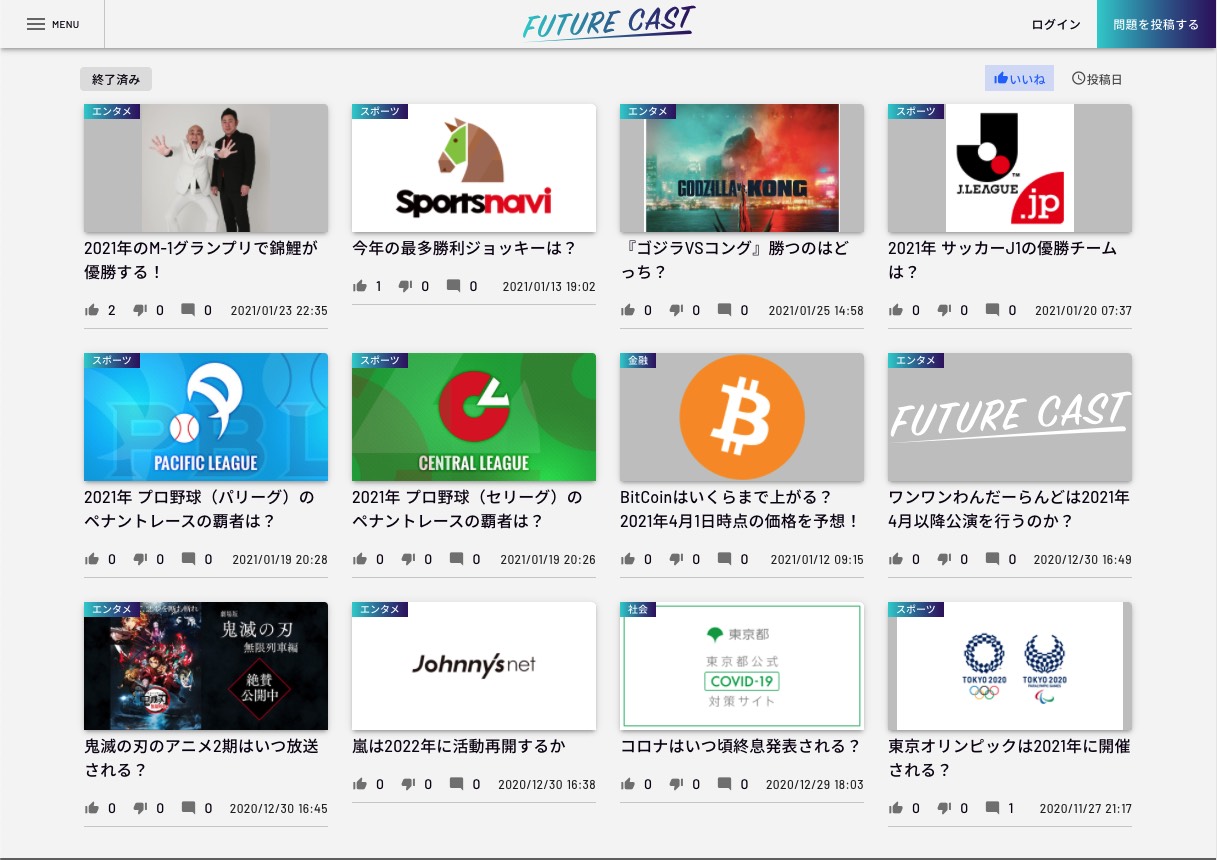 MENU
FUTURE CAST
ログイン
問題を投稿する
終了済み
いいね
投稿日
エンタメ
2021年のM-1グランプリで錦鯉が
優勝する！
2 0 0 2021/01/23 22:35
スポーツ
Sportsnavi
今年の最多勝利ジョッキーは？
1 0 0 2021/01/13 19:02
エンタメ
GODZILLA VS KONG
『ゴジラVSコング』勝つのはど
っち？
0 0 0 2021/01/25 14:58
スポーツ
J.LEAGUE™
.jp
2021年 サッカーJ1の優勝チーム
は？
0 0 0 2021/01/20 07:37
スポーツ
PBL
PACIFIC LEAGUE
2021年 プロ野球（パリーグ）の
ペナントレースの覇者は？
0 0 0 2021/01/19 20:28
スポーツ
CENTRAL LEAGUE
2021年 プロ野球（セリーグ）の
ペナントレースの覇者は？
0 0 0 2021/01/19 20:26
金融
BitCoinはいくらまで上がる？
2021年4月1日時点の価格を予想！
0 0 0 2021/01/12 09:15
エンタメ
FUTURE CAST
ワンワンわんだーらんどは2021年
4月以降公演を行うのか？
0 0 0 2020/12/30 16:49
エンタメ
劇場版
鬼滅の刃
無限列車編
絶賛
公開中
鬼滅の刃のアニメ2期はいつ放送
される？
0 0 0 2020/12/30 16:45
エンタメ
Johnny's net
嵐は2022年に活動再開するか
0 0 0 2020/12/30 16:38
社会
東京都
東京都公式
COVID-19
対策サイト
コロナはいつ頃終息発表される？
0 0 0 2020/12/29 18:03
スポーツ
TOKYO 2020
TOKYO 2020
PARALYMPIC GAMES
東京オリンピックは2021年に開催
される？
0 0 1 2020/11/27 21:17